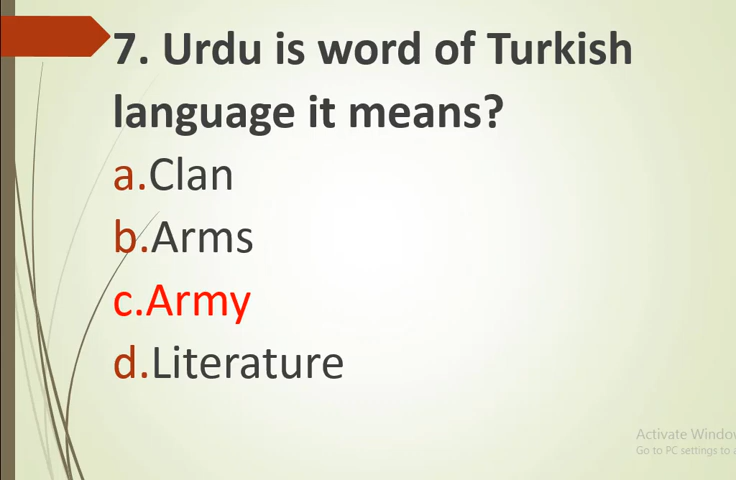 7. Urdu is word of Turkish
language it means?
a.Clan
b.Arms
c.Army
d.Literature
Activate Window
Go to PC settings to a